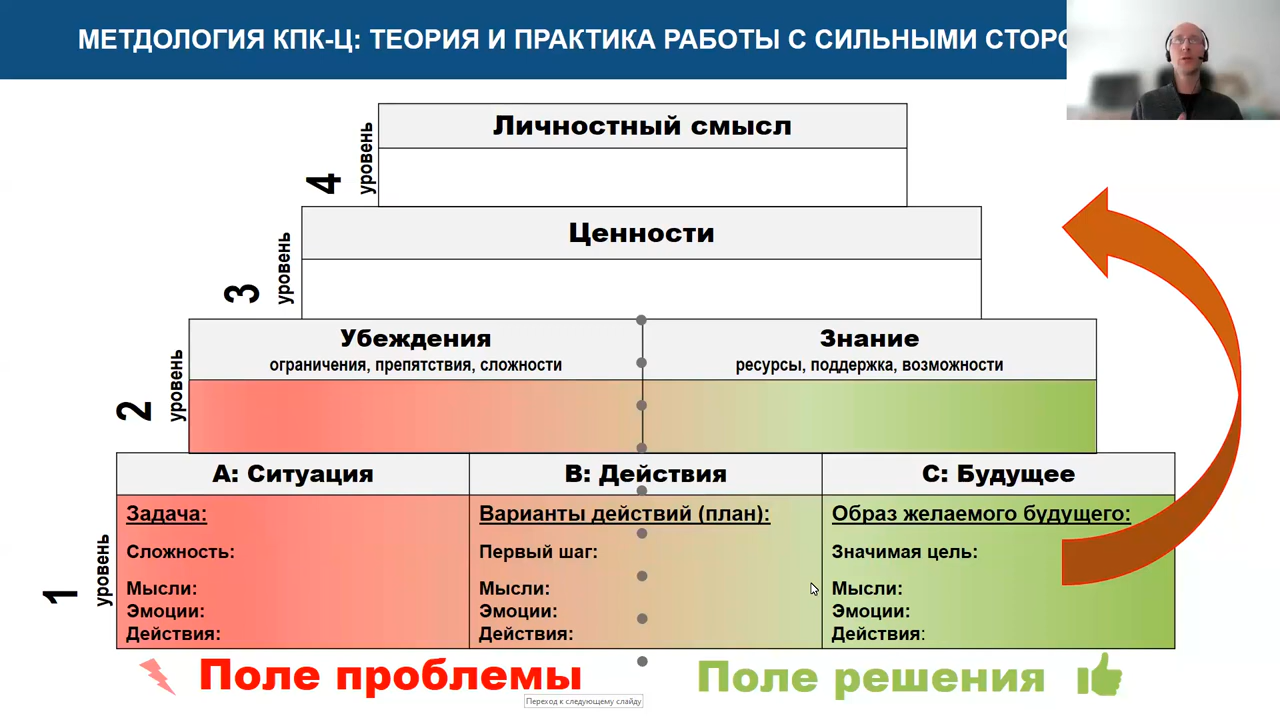 МЕТДОЛОГИЯ КПК-Ц: ТЕОРИЯ И ПРАКТИКА РАБОТЫ С СИЛЬНЫМИ
Личностный смысл
4 уровень
Ценности
3 уровень
Убеждения
ограничения, препятствия, сложности
Знание
ресурсы, поддержка, возможности
2 уровень
А: Ситуация
В: Действия
С: Будущее
Задача:
Сложность:
Мысли:
Эмоции:
Действия:
Варианты действий (план):
Первый шаг:
Мысли:
Эмоции:
Действия:
Образ желаемого будущего:
Значимая цель:
Мысли:
Эмоции:
Действия:
1 уровень
Поле проблемы
Поле решения
Переход к следующему слайду